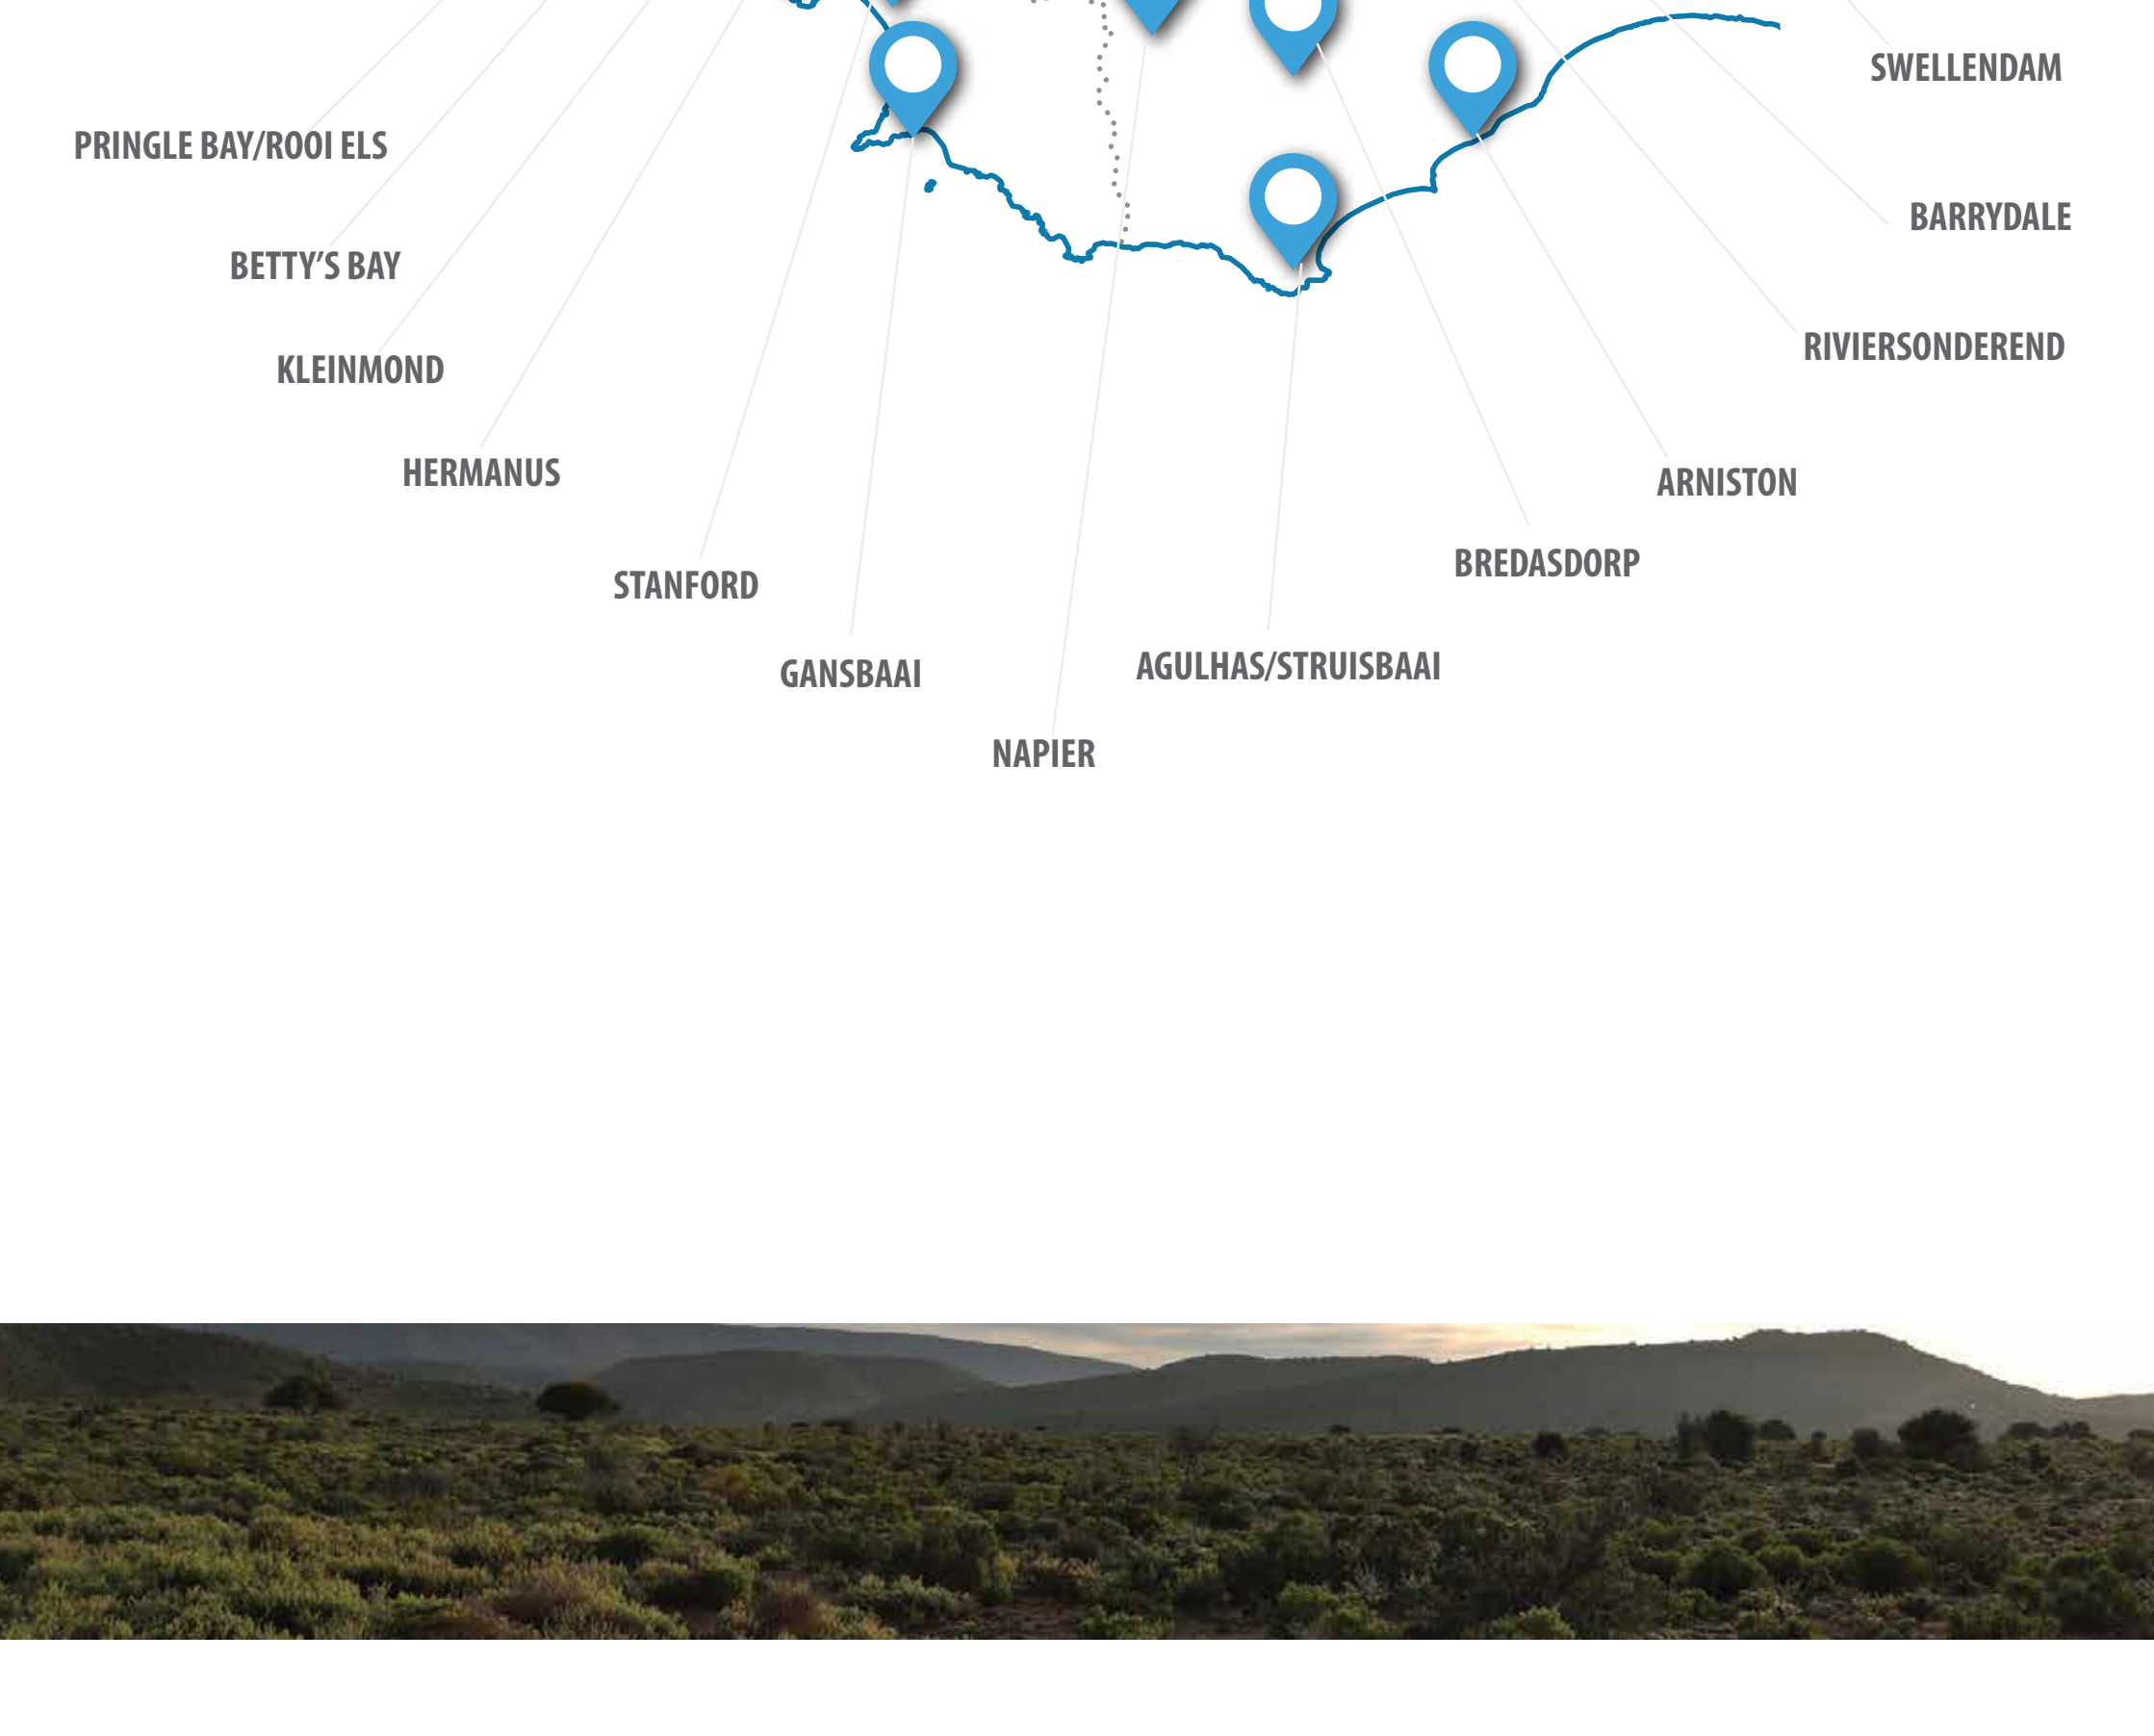 SWELLENDAM
PRINGLE BAY/ROOI ELS
BARRYDALE
BETTY’S BAY
RIVIERSONDEREND
KLEINMOND
HERMANUS
ARNISTON
BREDASDORP
STANFORD
AGULHAS/STRUISBAAI
GANSBAAI
NAPIER